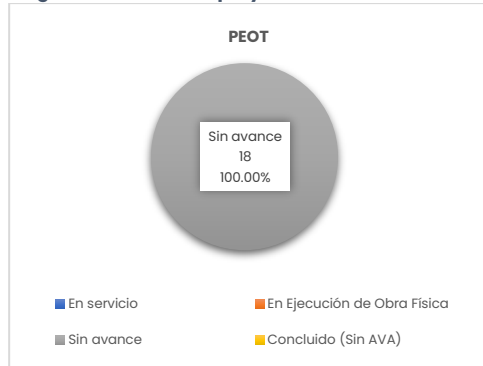 PEOT
Sin avance
18
100.00%
En servicio
En Ejecución de Obra Física
Sin avance
Concluido (Sin AVA)